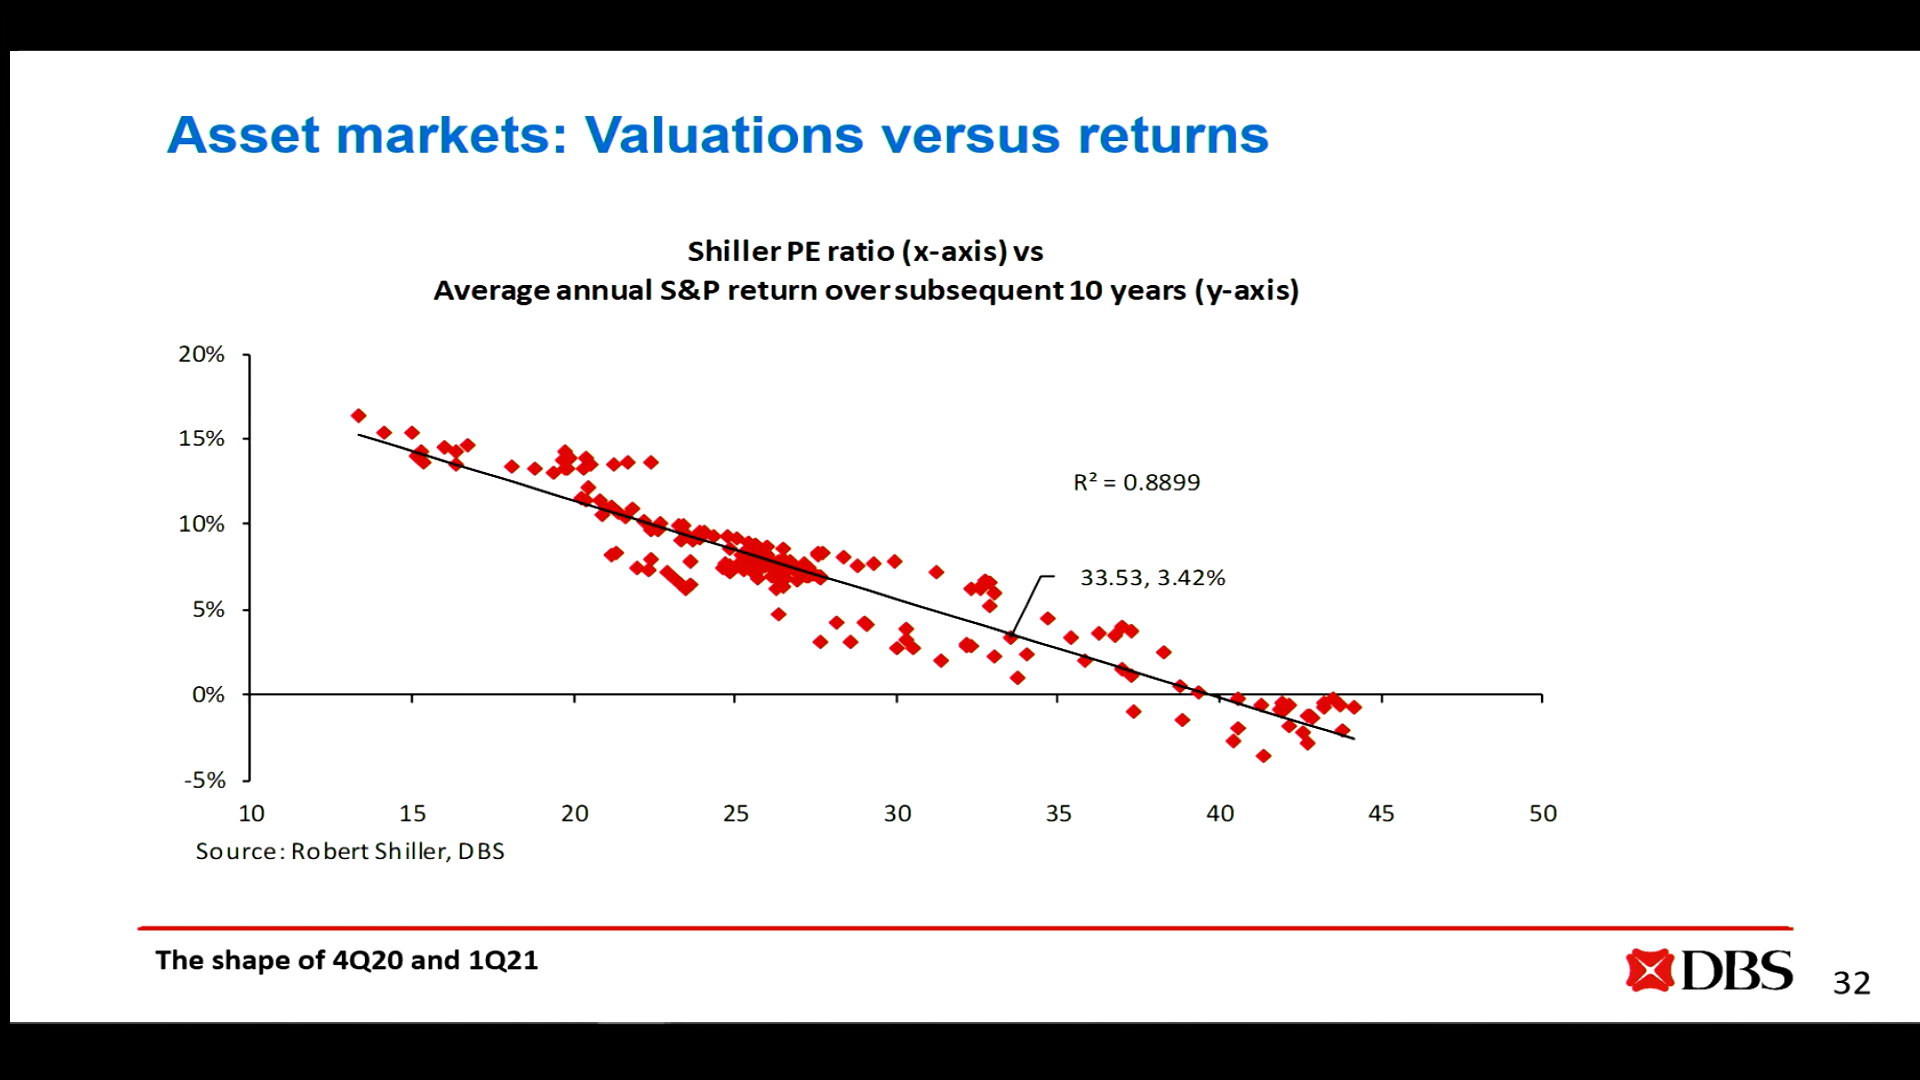 Asset markets: Valuations versus returns
Shiller PE ratio (x-axis) vs
Average annual S&P return over subsequent 10 years (y-axis)
20%
15%
10%
5%
0%
-5%
R² = 0.8899
33.53, 3.42%
10 15 20 25 30 35 40 45 50
Source: Robert Shiller, DBS
The shape of 4Q20 and 1Q21
DBS
32